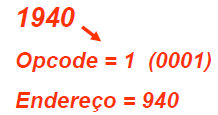 1940
Opcode = 1 (0001)
Endereço = 940